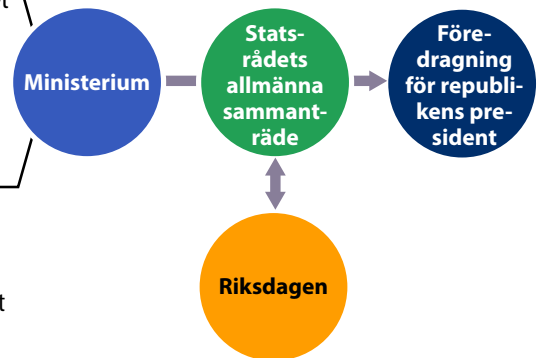 Ministerium
Stats-
rådets
allmänna
sammant-
räde
Före-
dragning
för republi-
kens pre-
sident
Riksdagen